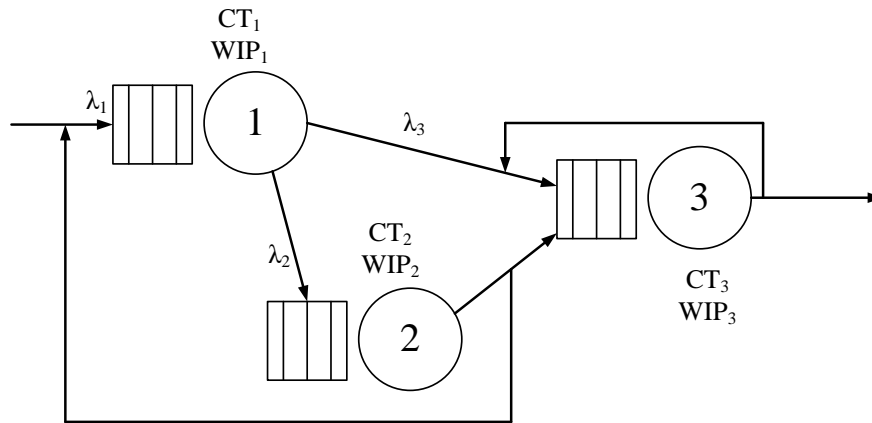 CT₁
WIP₁
λ₁
1
λ₃
3
CT₂
WIP₂
λ₂
2
CT₃
WIP₃